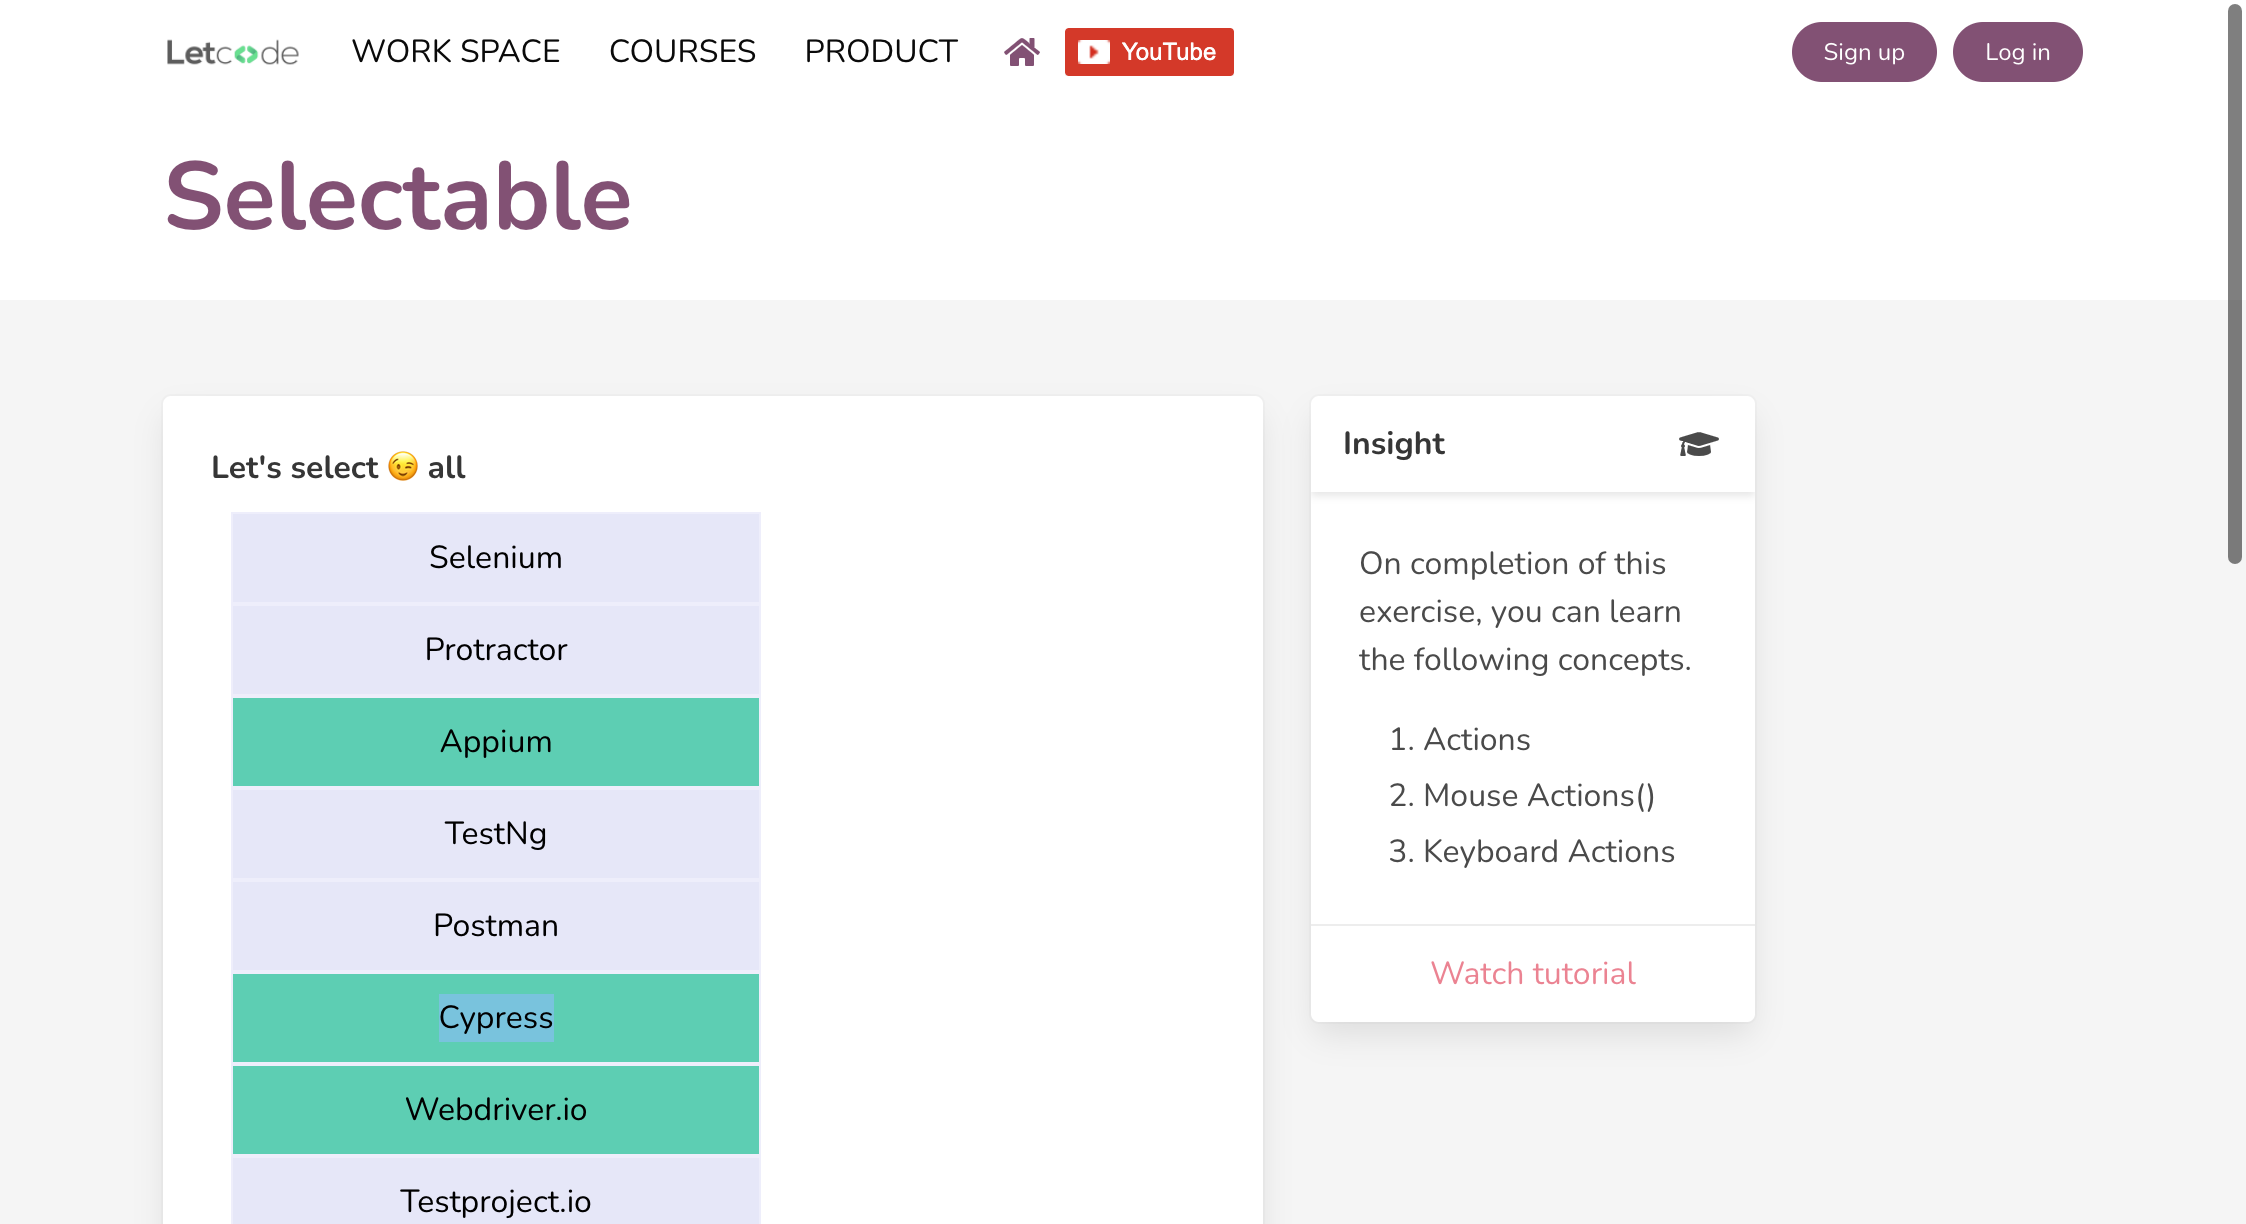 Letcode WORK SPACE COURSES PRODUCT YouTube Sign up Log in
Selectable
Let's select 😉 all
Selenium
Protractor
Appium
TestNg
Postman
Cypress
Webdriver.io
Testproject.io
Insight
On completion of this
exercise, you can learn
the following concepts.
1. Actions
2. Mouse Actions()
3. Keyboard Actions
Watch tutorial